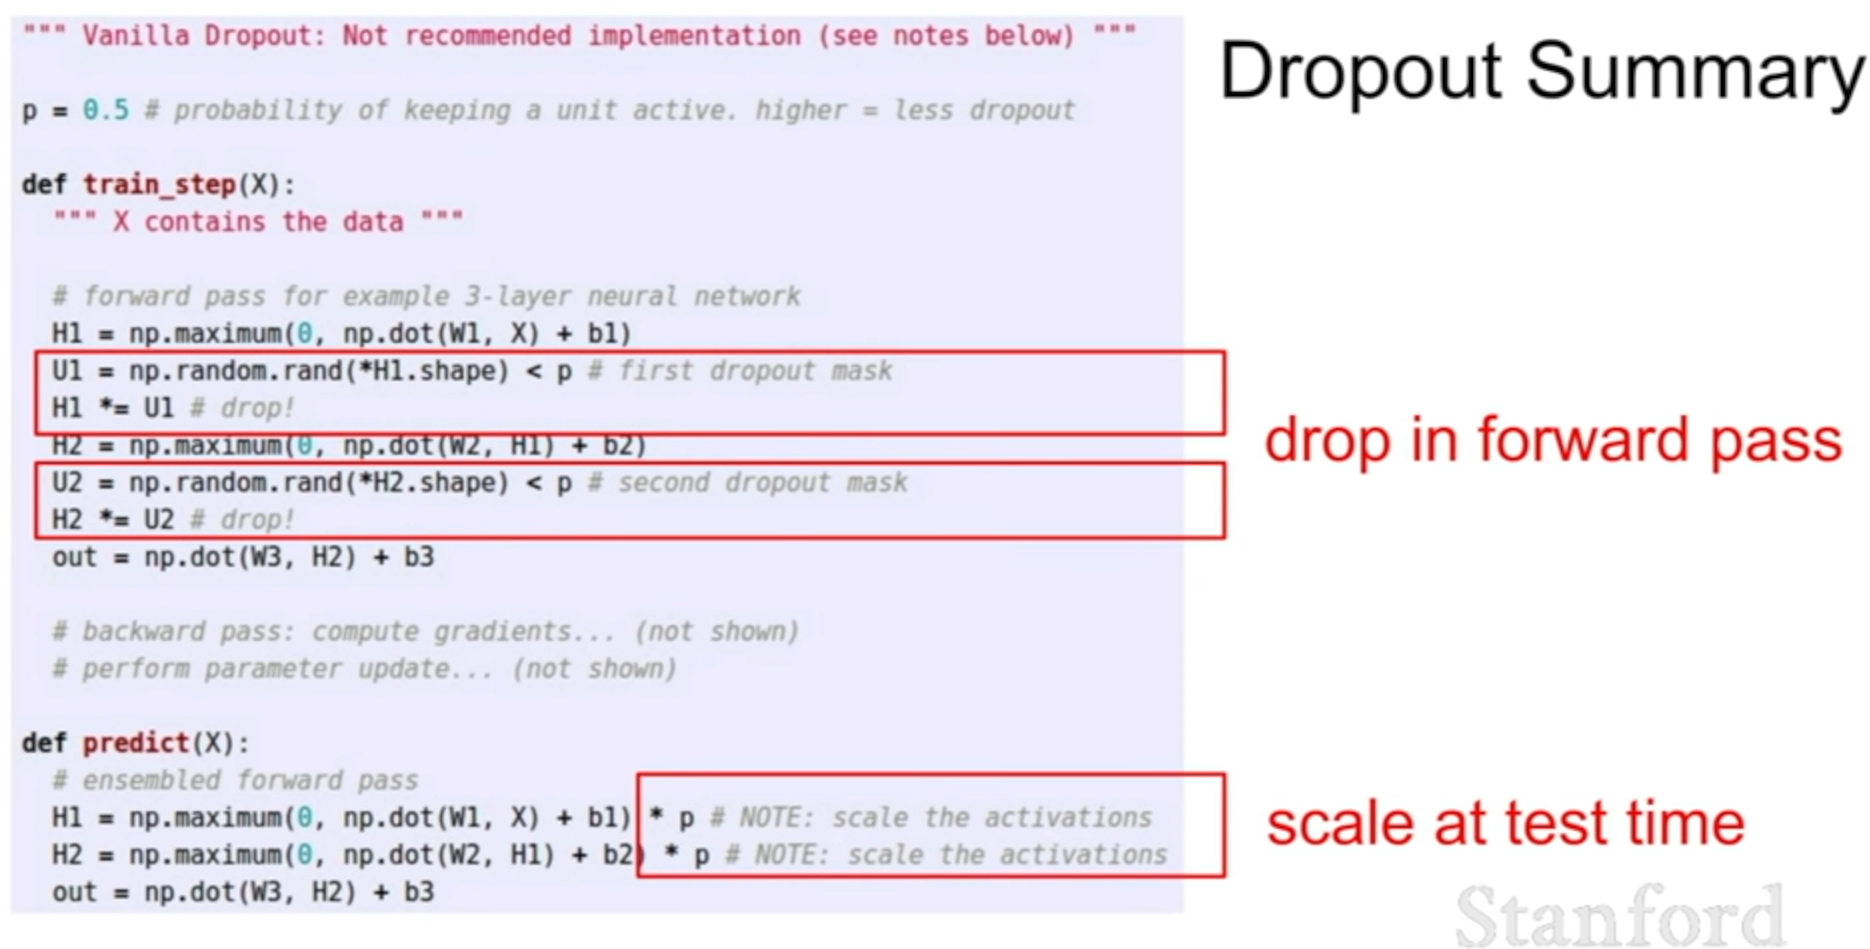 """ Vanilla Dropout: Not recommended implementation (see notes below) """
Dropout Summary
p = 0.5 # probability of keeping a unit active. higher = less dropout
def train_step(X):
""" X contains the data """
# forward pass for example 3-layer neural network
H1 = np.maximum(0, np.dot(W1, X) + b1)
U1 = np.random.rand(*H1.shape) < p # first dropout mask
H1 *= U1 # drop!
H2 = np.maximum(0, np.dot(W2, H1) + b2)
drop in forward pass
U2 = np.random.rand(*H2.shape) < p # second dropout mask
H2 *= U2 # drop!
out = np.dot(W3, H2) + b3
# backward pass: compute gradients... (not shown)
# perform parameter update... (not shown)
def predict(X):
# ensembled forward pass
H1 = np.maximum(0, np.dot(W1, X) + b1) * p # NOTE: scale the activations
scale at test time
H2 = np.maximum(0, np.dot(W2, H1) + b2) * p # NOTE: scale the activations
out = np.dot(W3, H2) + b3
Stanford